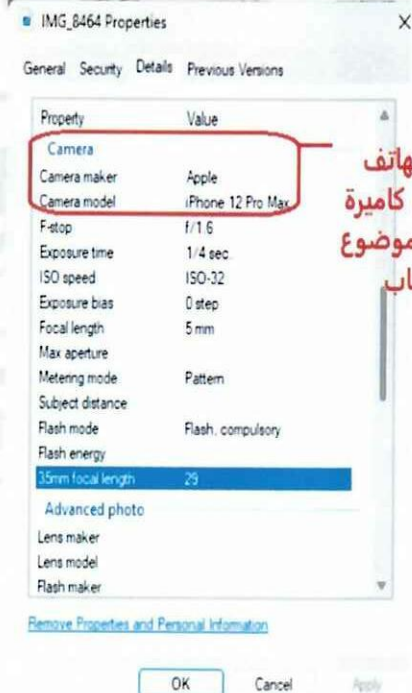 IMG_8464 Properties
General Security Details Previous Versions
Property Value
Camera
Camera maker Apple
Camera model iPhone 12 Pro Max
F-stop f/1.6
Exposure time 1/4 sec.
ISO speed ISO-32
Exposure bias 0 step
Focal length 5 mm
Max aperture
Metering mode Pattern
Subject distance
Flash mode Flash, compulsory
Flash energy
35mm focal length 29
Advanced photo
Lens maker
Lens model
Flash maker
Remove Properties and Personal Information
OK Cancel Apply
كاميرة